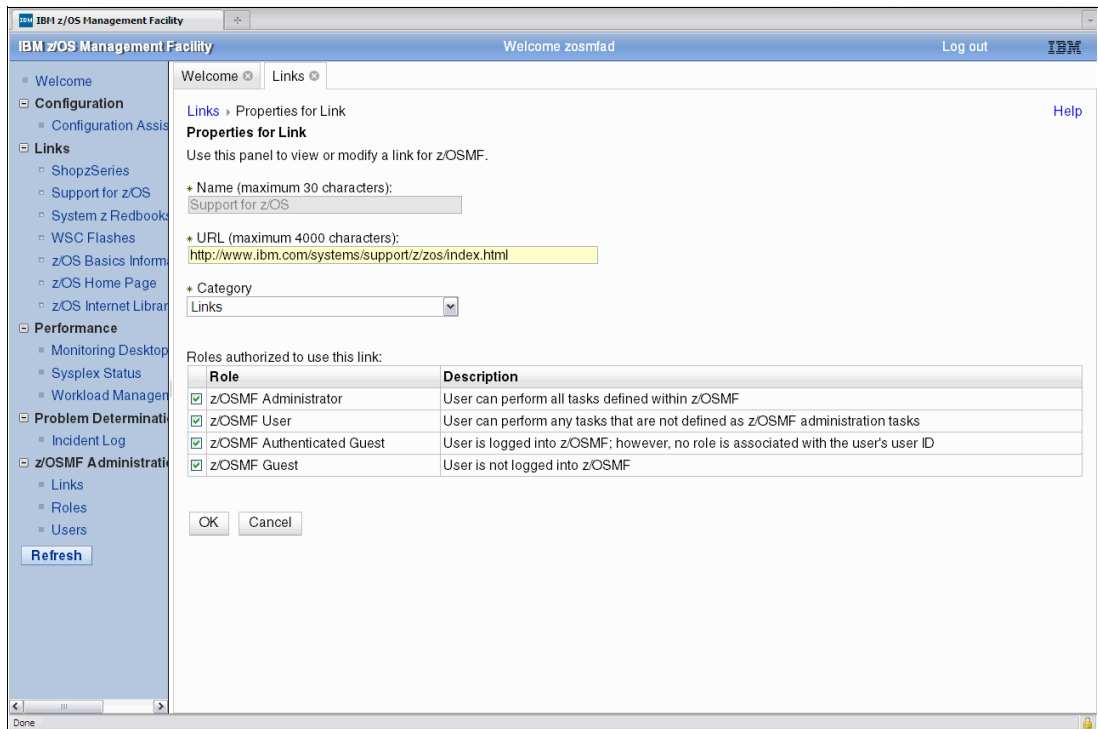 IBM z/OS Management Facility
IBM z/OS Management Facility Welcome zosmfad Log out IBM
Welcome
Configuration
Configuration Assis
Links
ShopzSeries
Support for z/OS
System z Redbooks
WSC Flashes
z/OS Basics Informa
z/OS Home Page
z/OS Internet Librar
Performance
Monitoring Desktop
Sysplex Status
Workload Managem
Problem Determinati
Incident Log
z/OSMF Administratio
Links
Roles
Users
Refresh
Welcome Links
Links Properties for Link Help
Properties for Link
Use this panel to view or modify a link for z/OSMF.
* Name (maximum 30 characters):
Support for z/OS
* URL (maximum 4000 characters):
http://www.ibm.com/systems/support/z/zos/index.html
* Category
Links
Roles authorized to use this link:
Role Description
z/OSMF Administrator User can perform all tasks defined within z/OSMF
z/OSMF User User can perform any tasks that are not defined as z/OSMF administration tasks
z/OSMF Authenticated Guest User is logged into z/OSMF; however, no role is associated with the user's user ID
z/OSMF Guest User is not logged into z/OSMF
OK Cancel
Done